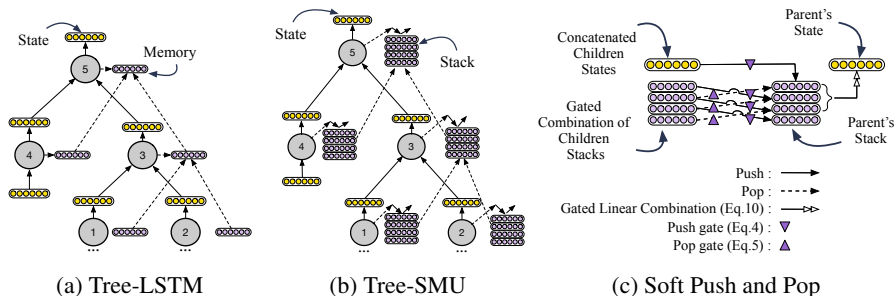 State
Memory
5
4
3
1
2
...
...
(a) Tree-LSTM
State
Stack
5
4
3
1
2
...
...
(b) Tree-SMU
Concatenated
Children
States
Parent's
State
Gated
Combination of
Children
Stacks
Parent's Stack
Push :
Pop :
Gated Linear Combination (Eq.10) :
Push gate (Eq.4) :
Pop gate (Eq.5) :
(c) Soft Push and Pop